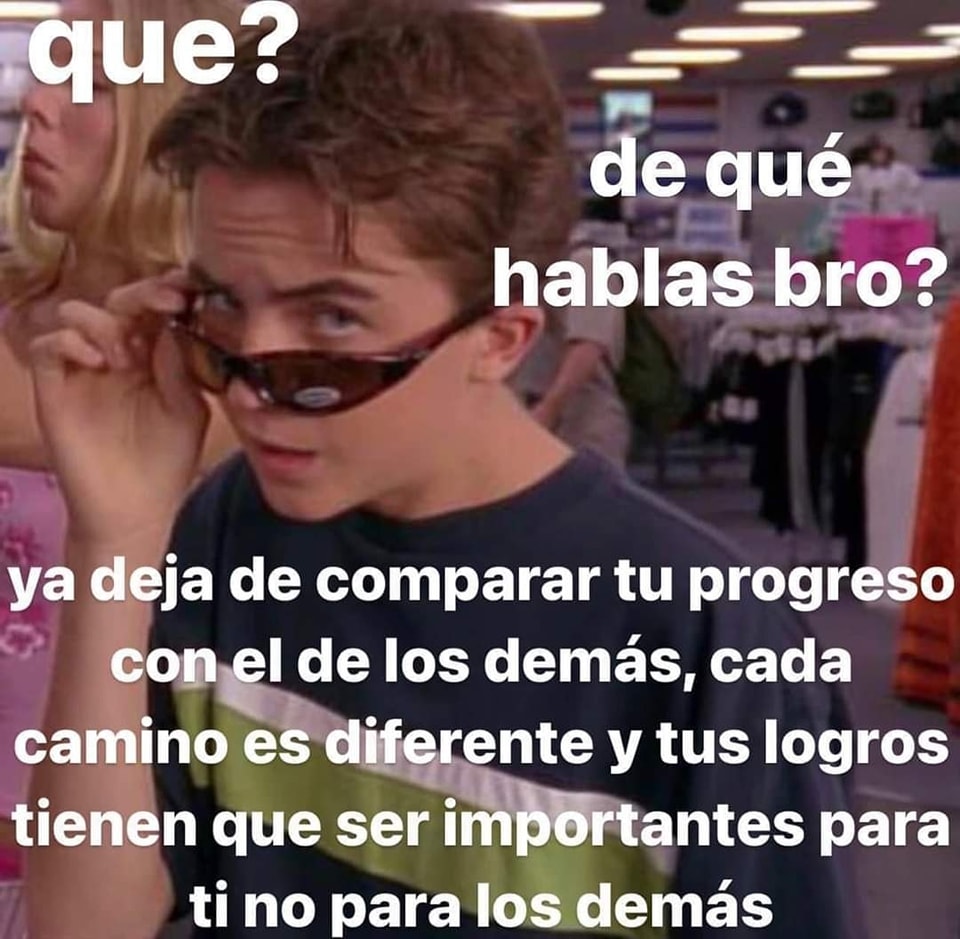 que?
de qué
hablas bro?
ya deja de comparar tu progreso
con el de los demás, cada
camino es diferente y tus logros
tienen que ser importantes para
ti no para los demás